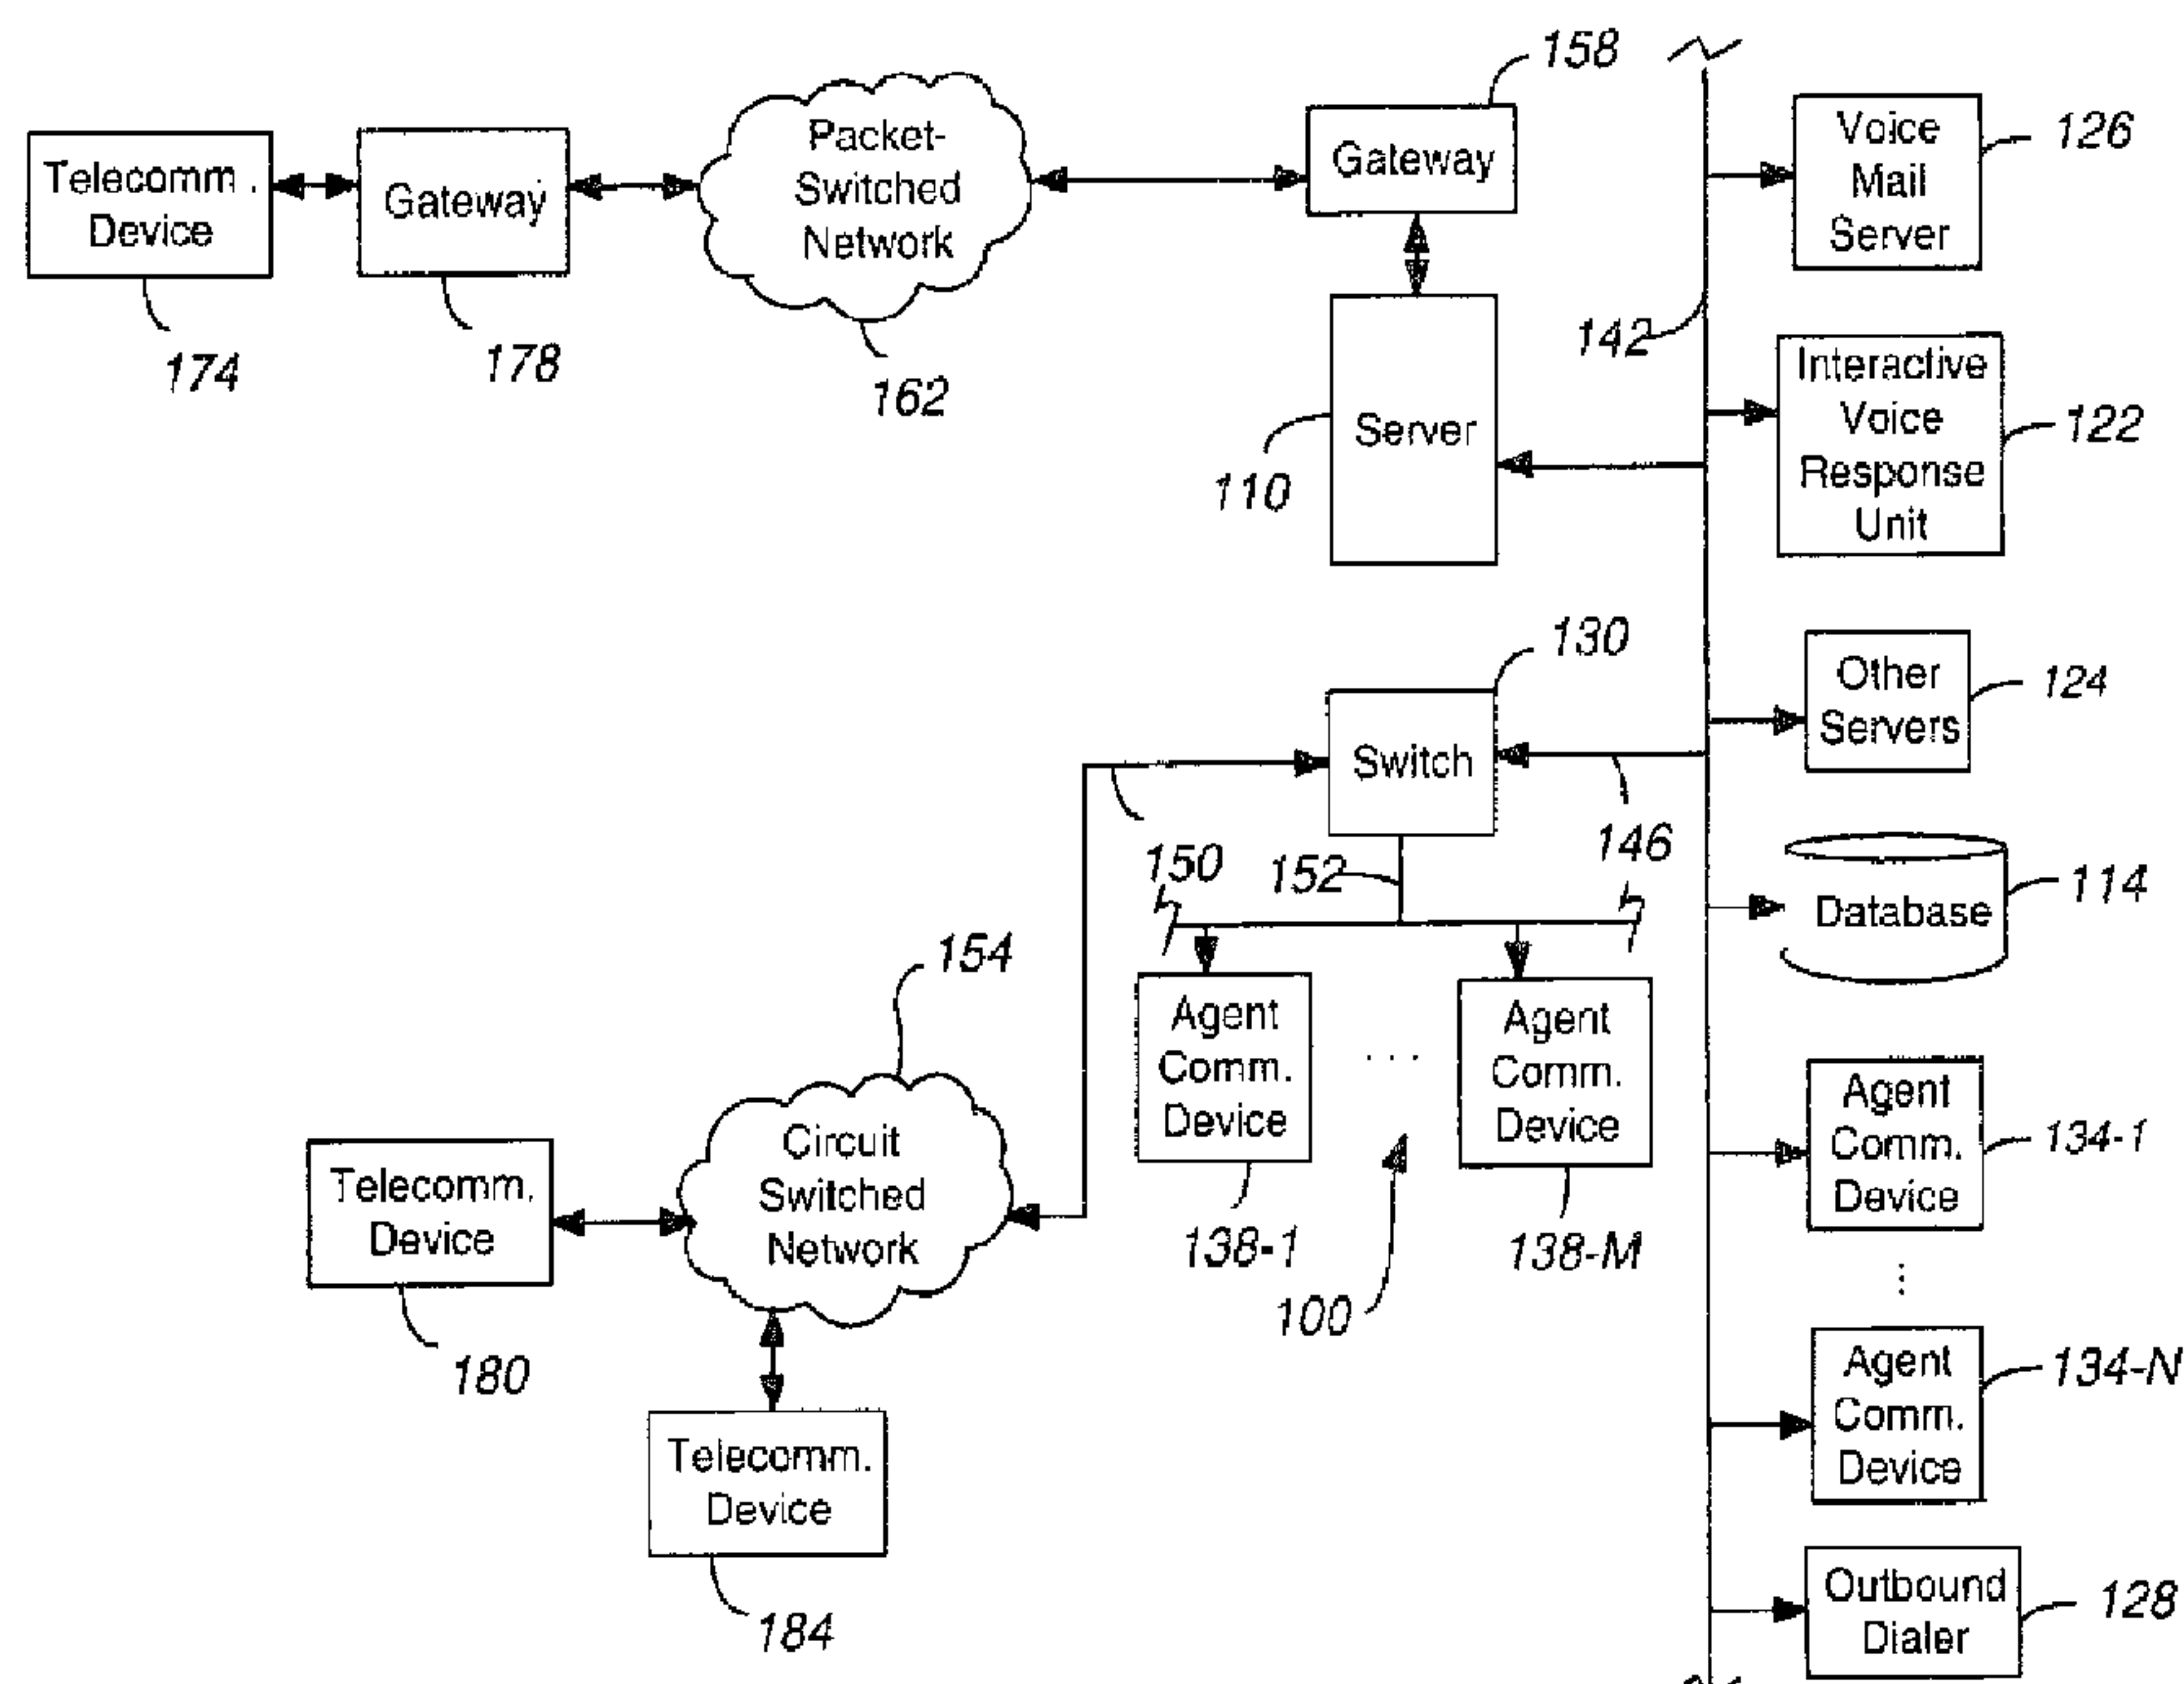 158
Packet-
Switched
Network
Gateway
Voice
Mail
Server
126
Telecomm.
Device
Gateway
174
178
162
142
Server
110
Interactive
Voice
Response
Unit
122
130
Switch
Other
Servers
124
150
152
146
Database
114
154
Agent
Comm.
Device
...
Agent
Comm.
Device
138-1
138-M
100
Agent
Comm.
Device
134-1
Circuit
Switched
Network
Telecomm.
Device
180
Telecomm.
Device
184
Agent
Comm.
Device
134-N
Outbound
Dialer
128